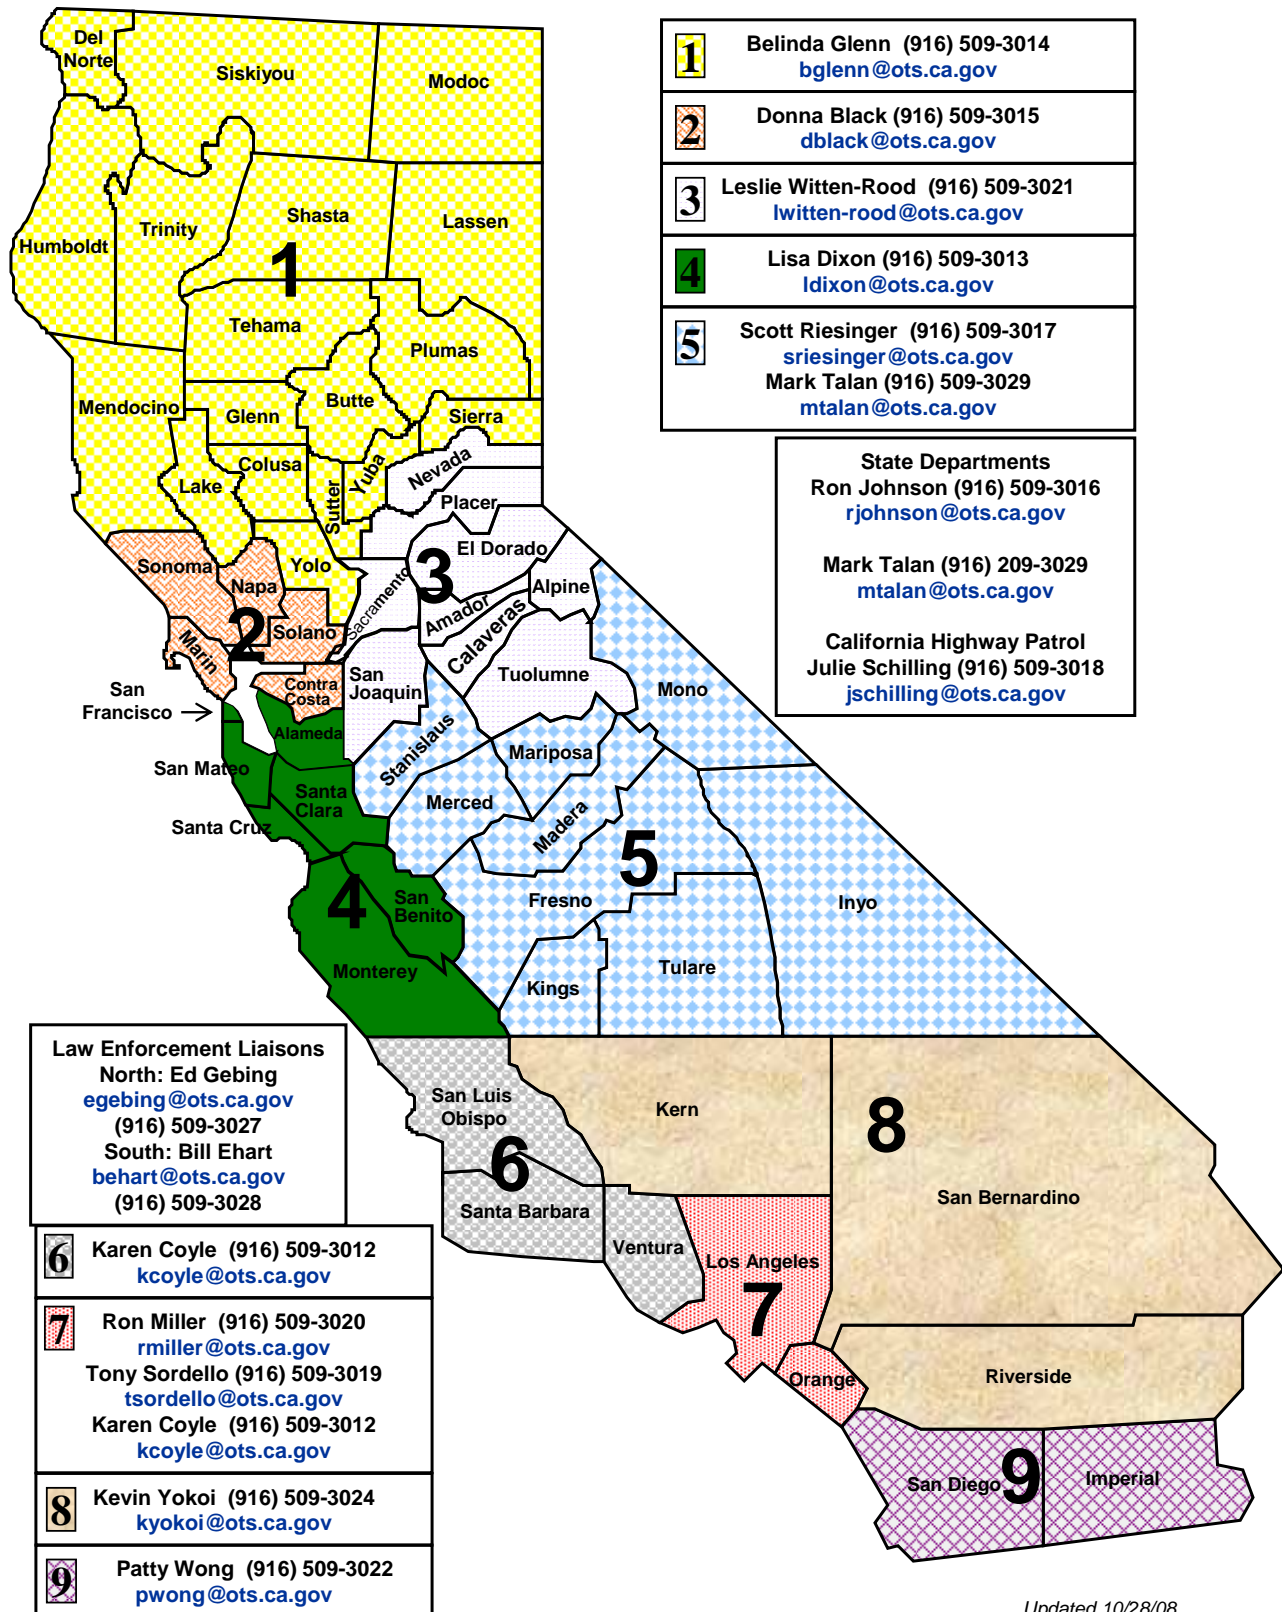 Del
Norte
Siskiyou
Modoc
Humboldt
Trinity
Shasta
Lassen
1
Tehama
Plumas
Mendocino
Glenn
Butte
Sierra
Colusa
Lake
Sutter
Yuba
Nevada
Placer
Yolo
Sonoma
Napa
El Dorado
3
Sacramento
Alpine
Amador
2
Solano
Marin
Calaveras
Tuolumne
San
Joaquin
Contra
Costa
Mono
San
Francisco
Alameda
Stanislaus
Mariposa
San Mateo
Santa
Clara
Merced
Madera
Santa Cruz
5
4
San
Benito
Fresno
Inyo
Monterey
Kings
Tulare
San Luis
Obispo
Kern
8
6
Santa Barbara
San Bernardino
Ventura
Los Angeles
7
Orange
Riverside
San Diego
9
Imperial
1
Belinda Glenn (916) 509-3014
bglenn@ots.ca.gov
2
Donna Black (916) 509-3015
dblack@ots.ca.gov
3
Leslie Witten-Rood (916) 509-3021
lwitten-rood@ots.ca.gov
4
Lisa Dixon (916) 509-3013
ldixon@ots.ca.gov
5
Scott Riesinger (916) 509-3017
sriesinger@ots.ca.gov
Mark Talan (916) 509-3029
mtalan@ots.ca.gov
State Departments
Ron Johnson (916) 509-3016
rjohnson@ots.ca.gov
Mark Talan (916) 209-3029
mtalan@ots.ca.gov
California Highway Patrol
Julie Schilling (916) 509-3018
jschilling@ots.ca.gov
Law Enforcement Liaisons
North: Ed Gebing
egebing@ots.ca.gov
(916) 509-3027
South: Bill Ehart
behart@ots.ca.gov
(916) 509-3028
6
Karen Coyle (916) 509-3012
kcoyle@ots.ca.gov
7
Ron Miller (916) 509-3020
rmiller@ots.ca.gov
Tony Sordello (916) 509-3019
tsordello@ots.ca.gov
Karen Coyle (916) 509-3012
kcoyle@ots.ca.gov
8
Kevin Yokoi (916) 509-3024
kyokoi@ots.ca.gov
9
Patty Wong (916) 509-3022
pwong@ots.ca.gov
Updated 10/28/08